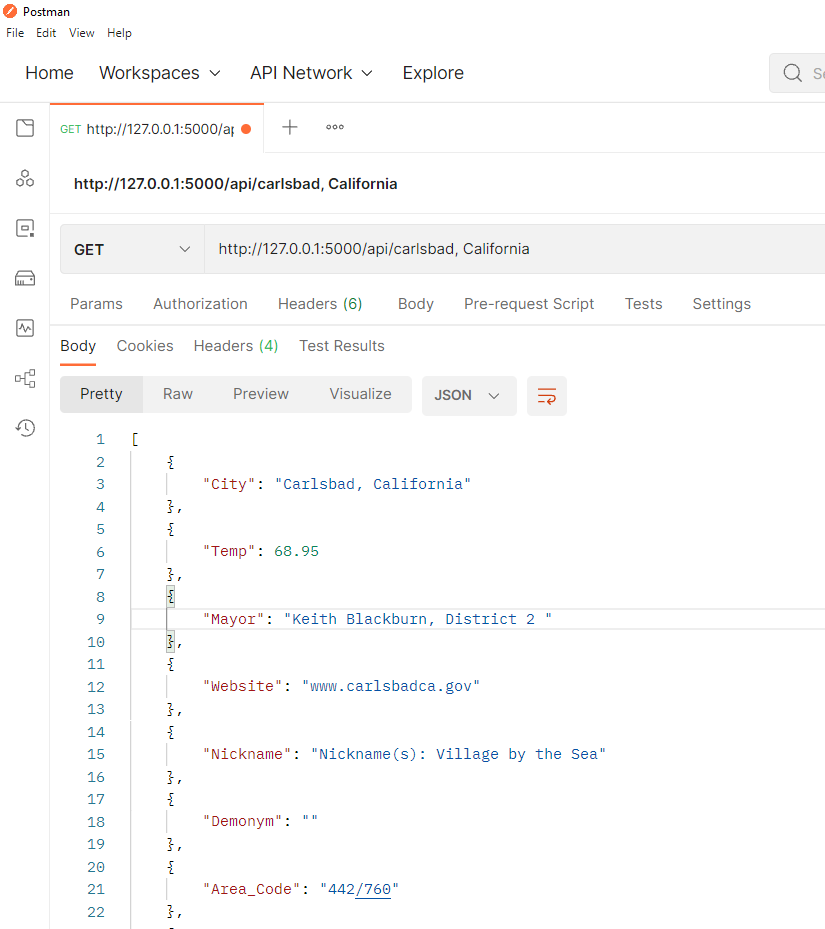 Postman
File Edit View Help
Home Workspaces API Network Explore
GET http://127.0.0.1:5000/ap
http://127.0.0.1:5000/api/carlsbad, California
GET http://127.0.0.1:5000/api/carlsbad, California
Params Authorization Headers (6) Body Pre-request Script Tests Settings
Body Cookies Headers (4) Test Results
Pretty Raw Preview Visualize JSON
1 [
2 {
3 "City": "Carlsbad, California"
4 },
5 {
6 "Temp": 68.95
7 },
8 {
9 "Mayor": "Keith Blackburn, District 2 "
10 },
11 {
12 "Website": "www.carlsbadca.gov"
13 },
14 {
15 "Nickname": "Nickname(s): Village by the Sea"
16 },
17 {
18 "Demonym": ""
19 },
20 {
21 "Area_Code": "442/760"
22 },